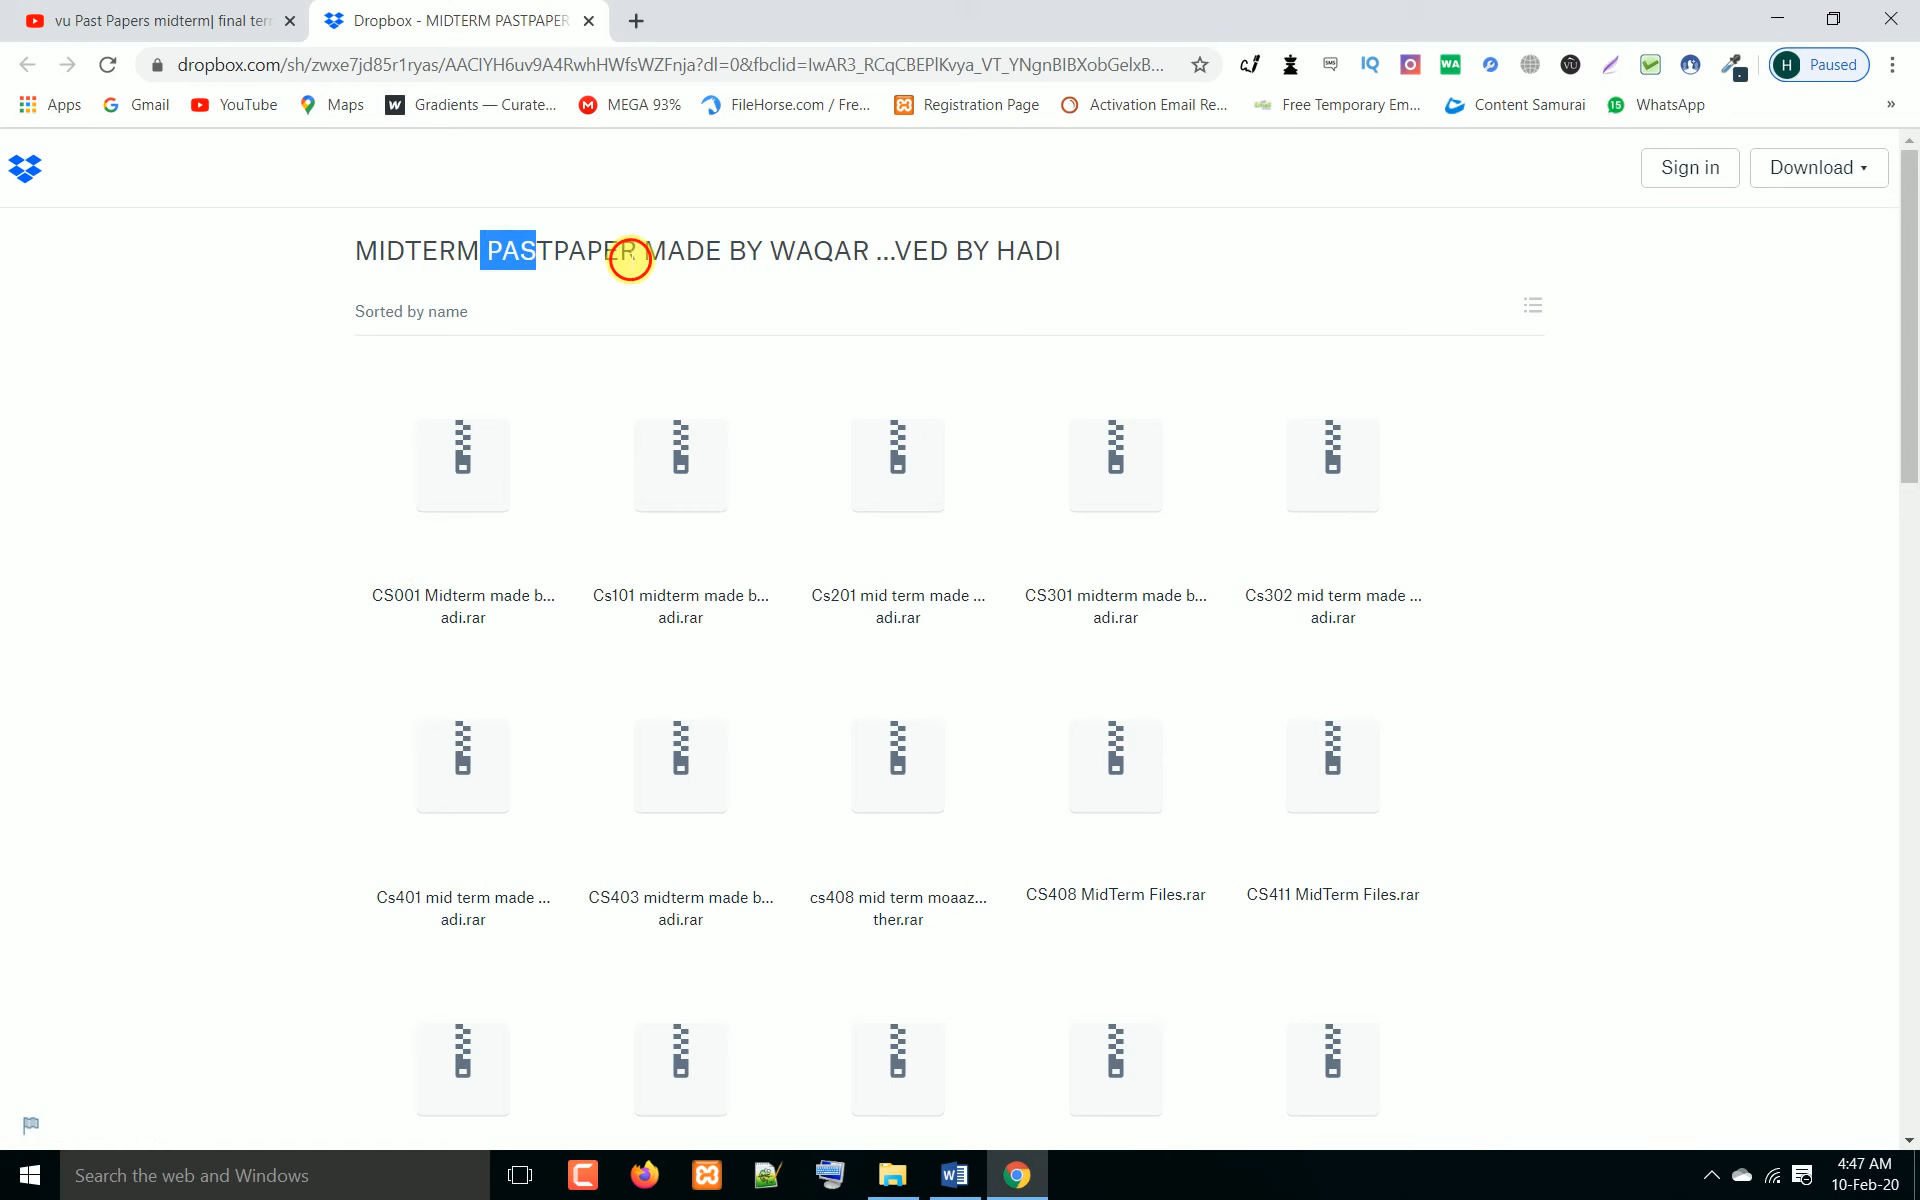 vu Past Papers midterm| final ter
Dropbox - MIDTERM PASTPAPER
dropbox.com/sh/zwxe7jd85r1ryas/AACIYH6uv9A4RwhHWfsWZFnja?dl=0&fbclid=IwAR3_RCqCBEPlKvya_VT_YNgnBIBXobGelxB...
SMS
IQ
WA
VU
H Paused
Apps
Gmail
YouTube
Maps
W Gradients — Curate...
MEGA 93%
FileHorse.com / Fre...
Registration Page
Activation Email Re...
Free Temporary Em...
Content Samurai
15 WhatsApp
»
Sign in
Download
MIDTERM PASTPAPER MADE BY WAQAR ...VED BY HADI
Sorted by name
CS001 Midterm made b...
adi.rar
Cs101 midterm made b...
adi.rar
Cs201 mid term made ...
adi.rar
CS301 midterm made b...
adi.rar
Cs302 mid term made ...
adi.rar
Cs401 mid term made ...
adi.rar
CS403 midterm made b...
adi.rar
cs408 mid term moaaz...
ther.rar
CS408 MidTerm Files.rar
CS411 MidTerm Files.rar
Search the web and Windows
4:47 AM
10-Feb-20